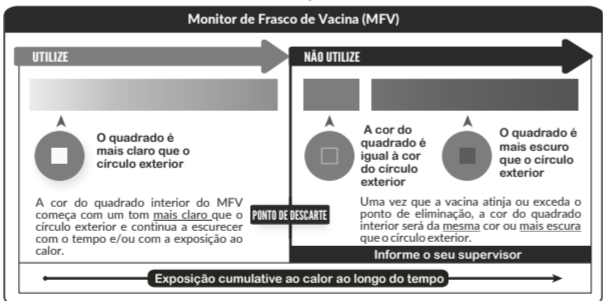 Monitor de Frasco de Vacina (MFV)
UTILIZE
O quadrado é
mais claro que o
círculo exterior
A cor do quadrado interior do MFV
começa com um tom mais claro que o
círculo exterior e continua a escurecer
com o tempo e/ou com a exposição ao
calor.
PONTO DE DESCARTE
NÃO UTILIZE
A cor do
quadrado é
igual à cor
do círculo
exterior
O quadrado é
mais escuro
que o círculo
exterior
Uma vez que a vacina atinja ou exceda o
ponto de eliminação, a cor do quadrado
interior será da mesma cor ou mais escura
que o círculo exterior.
Informe o seu supervisor
Exposição cumulative ao calor ao longo do tempo